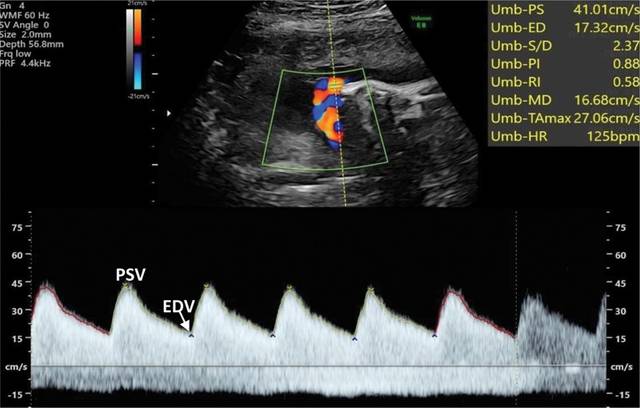 Gn 4
WMF 60 Hz
SV Angle 0
Size 2.0mm
Depth 56.8mm
Frq low
PRF 4.4kHz
21cm/s
-21cm/s
Voluson
E8
Umb-PS 41.01cm/s
Umb-ED 17.32cm/s
Umb-S/D 2.37
Umb-PI 0.88
Umb-RI 0.58
Umb-MD 16.68cm/s
Umb-TAmax 27.06cm/s
Umb-HR 125bpm
75 75
60 60
PSV
45 45
EDV
30 30
15 15
cm/s cm/s
-15 -15